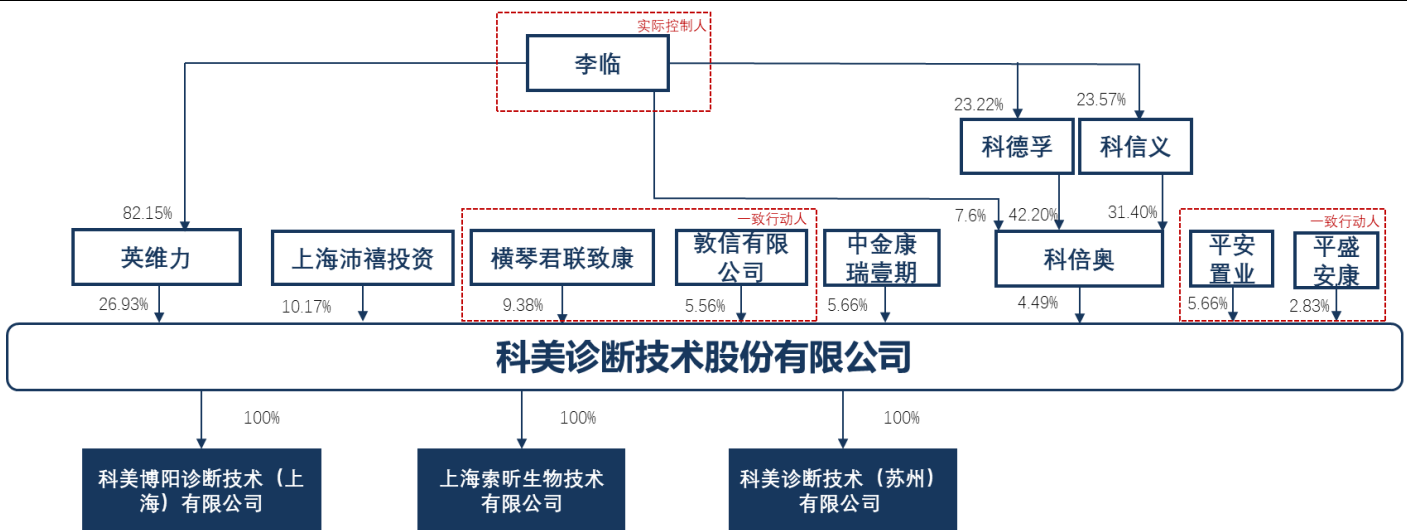 实际控制人
李临
23.22%
23.57%
科德孚
科信义
82.15%
一致行动人
7.6%
42.20%
31.40%
一致行动人
英维力
上海沛禧投资
横琴君联致康
敦信有限
公司
中金康
瑞壹期
科倍奥
平安
置业
平盛
安康
26.93%
10.17%
9.38%
5.56%
5.66%
4.49%
5.66%
2.83%
科美诊断技术股份有限公司
100%
100%
100%
科美博阳诊断技术（上
海）有限公司
上海索昕生物技术
有限公司
科美诊断技术（苏州）
有限公司